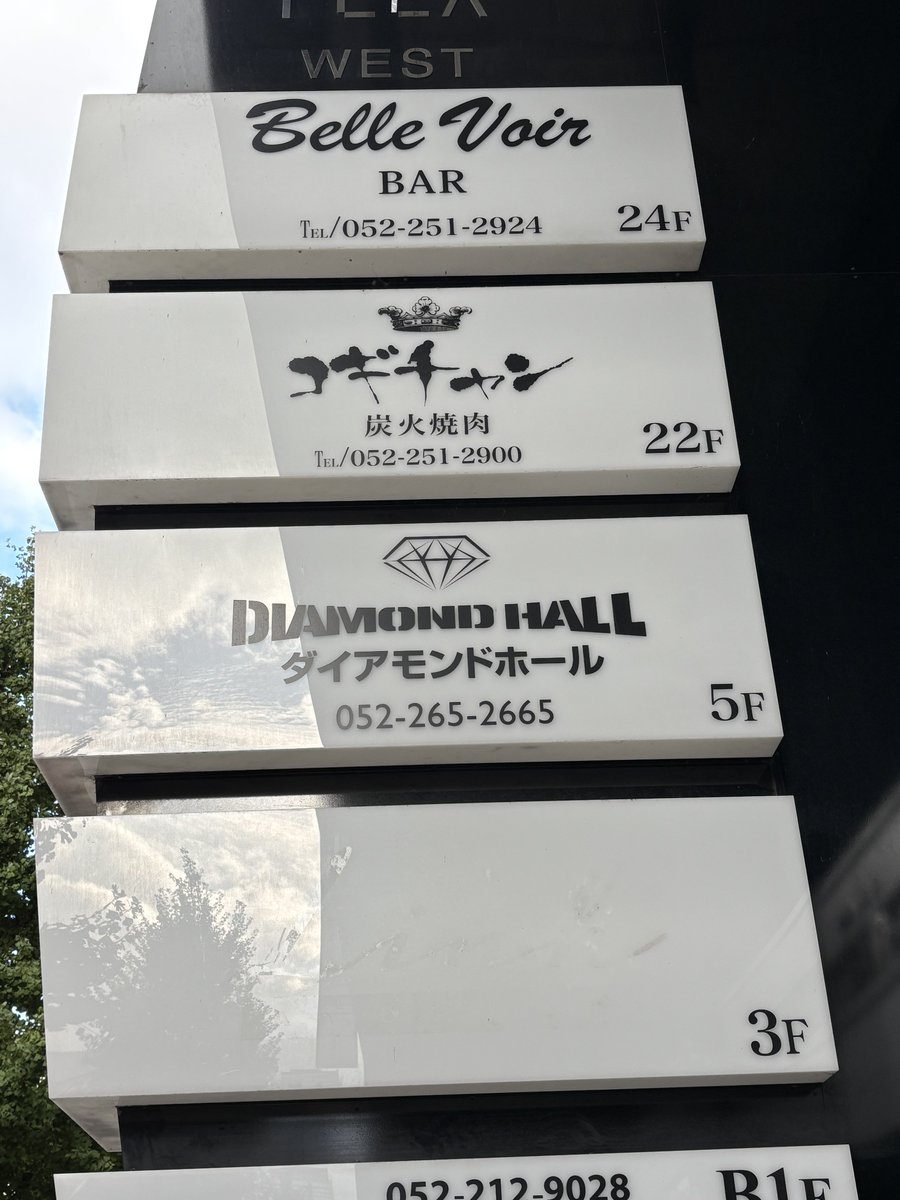 WEST
Belle Voir
BAR
TEL/052-251-2924
24F
コギチャン
炭火焼肉
TEL/052-251-2900
22F
DIAMOND HALL
ダイアモンドホール
052-265-2665
5F
3F
052-212-9028
B1F